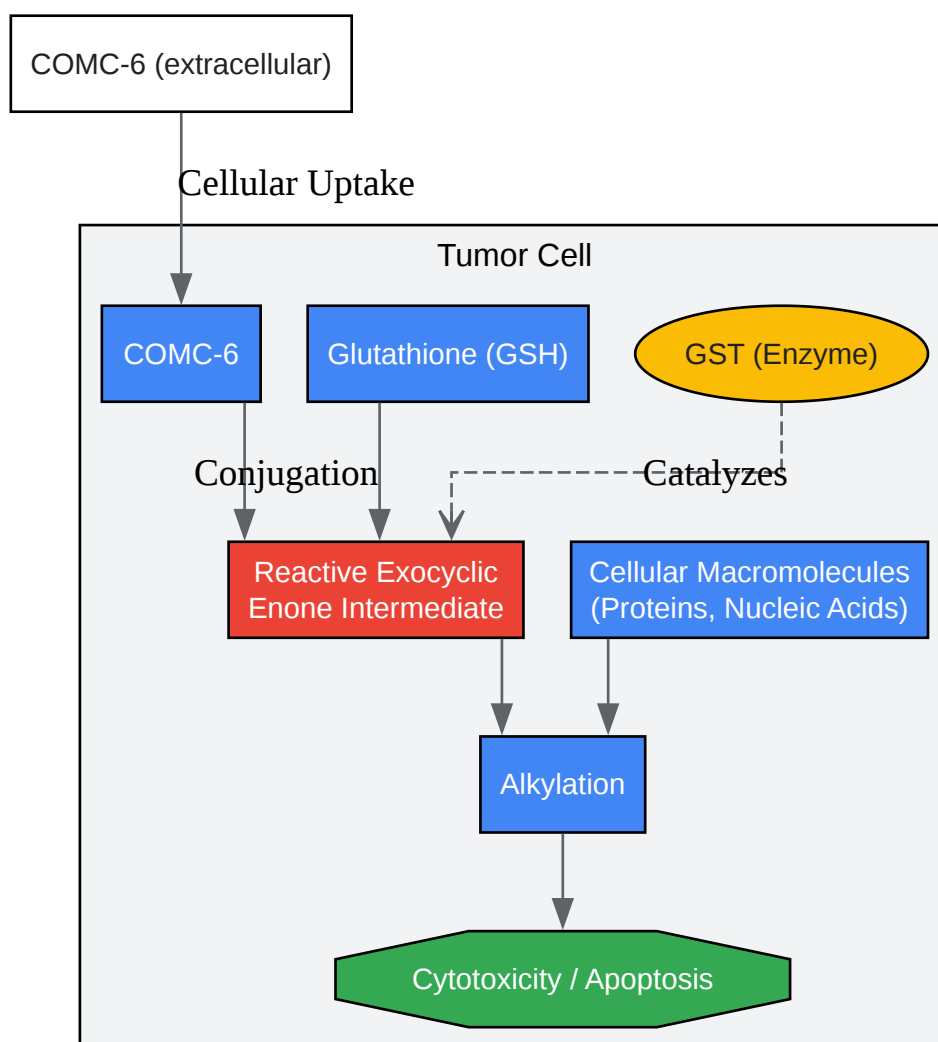 COMC-6 (extracellular)
Cellular Uptake
Tumor Cell
COMC-6
Glutathione (GSH)
GST (Enzyme)
Conjugation
Catalyzes
Reactive Exocyclic
Enone Intermediate
Cellular Macromolecules
(Proteins, Nucleic Acids)
Alkylation
Cytotoxicity / Apoptosis